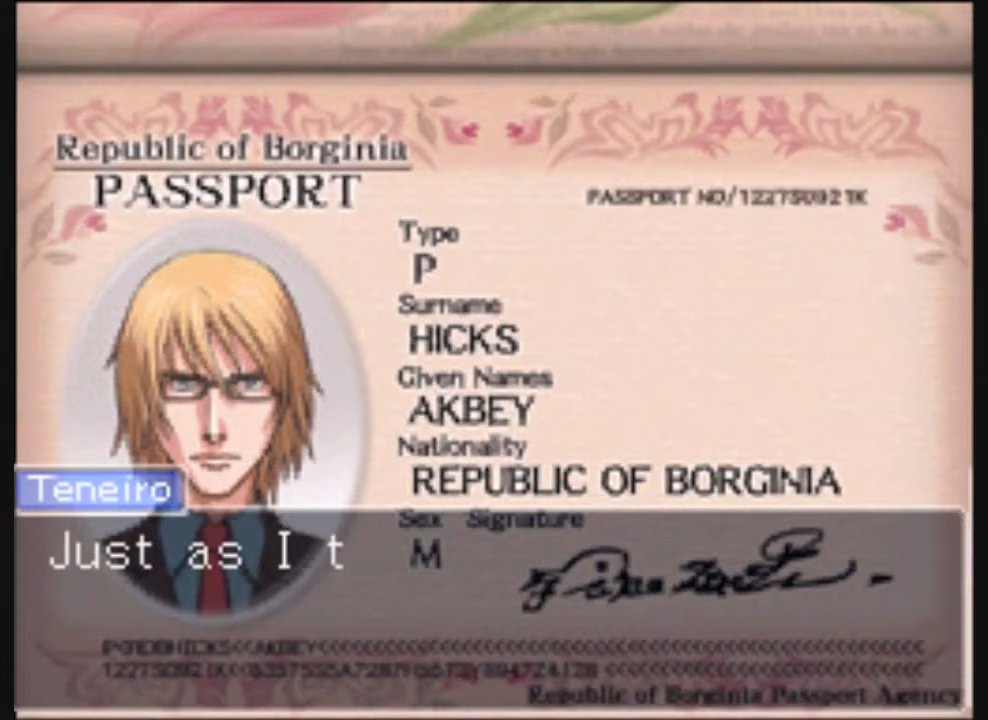 Republic of Borginia
PASSPORT
PASSPORT NO/1227S0921K
Type
P
Surname
HICKS
Given Names
AKBEY
Nationality
REPUBLIC OF BORGINIA
Teneiro
Sex Signature
Just as I t
M
Republic of Borginia Passport Agency